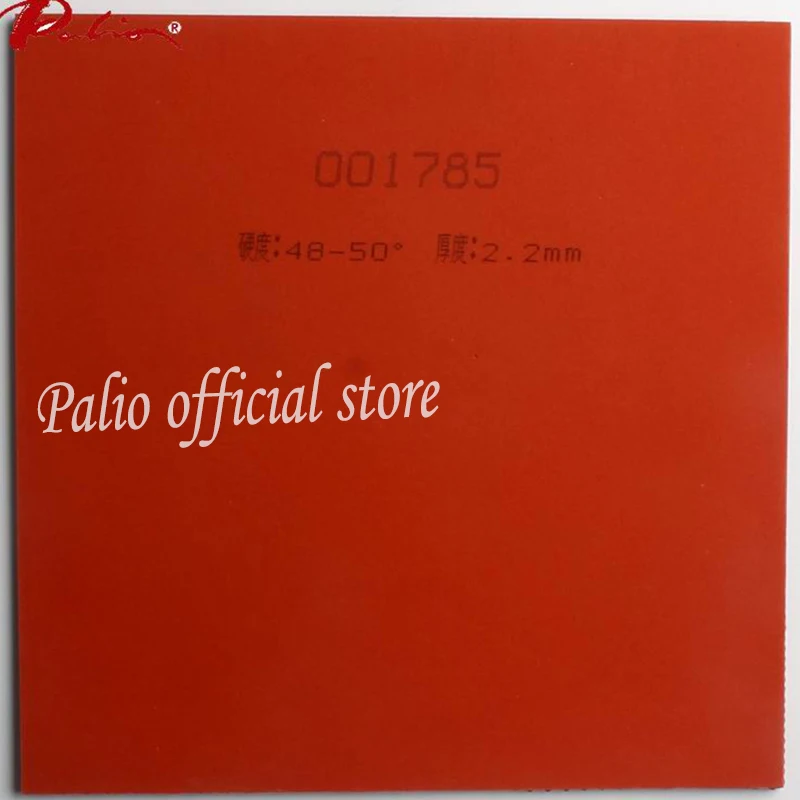 Palio®
001785
硬度:48-50° 厚度:2.2mm
Palio official store